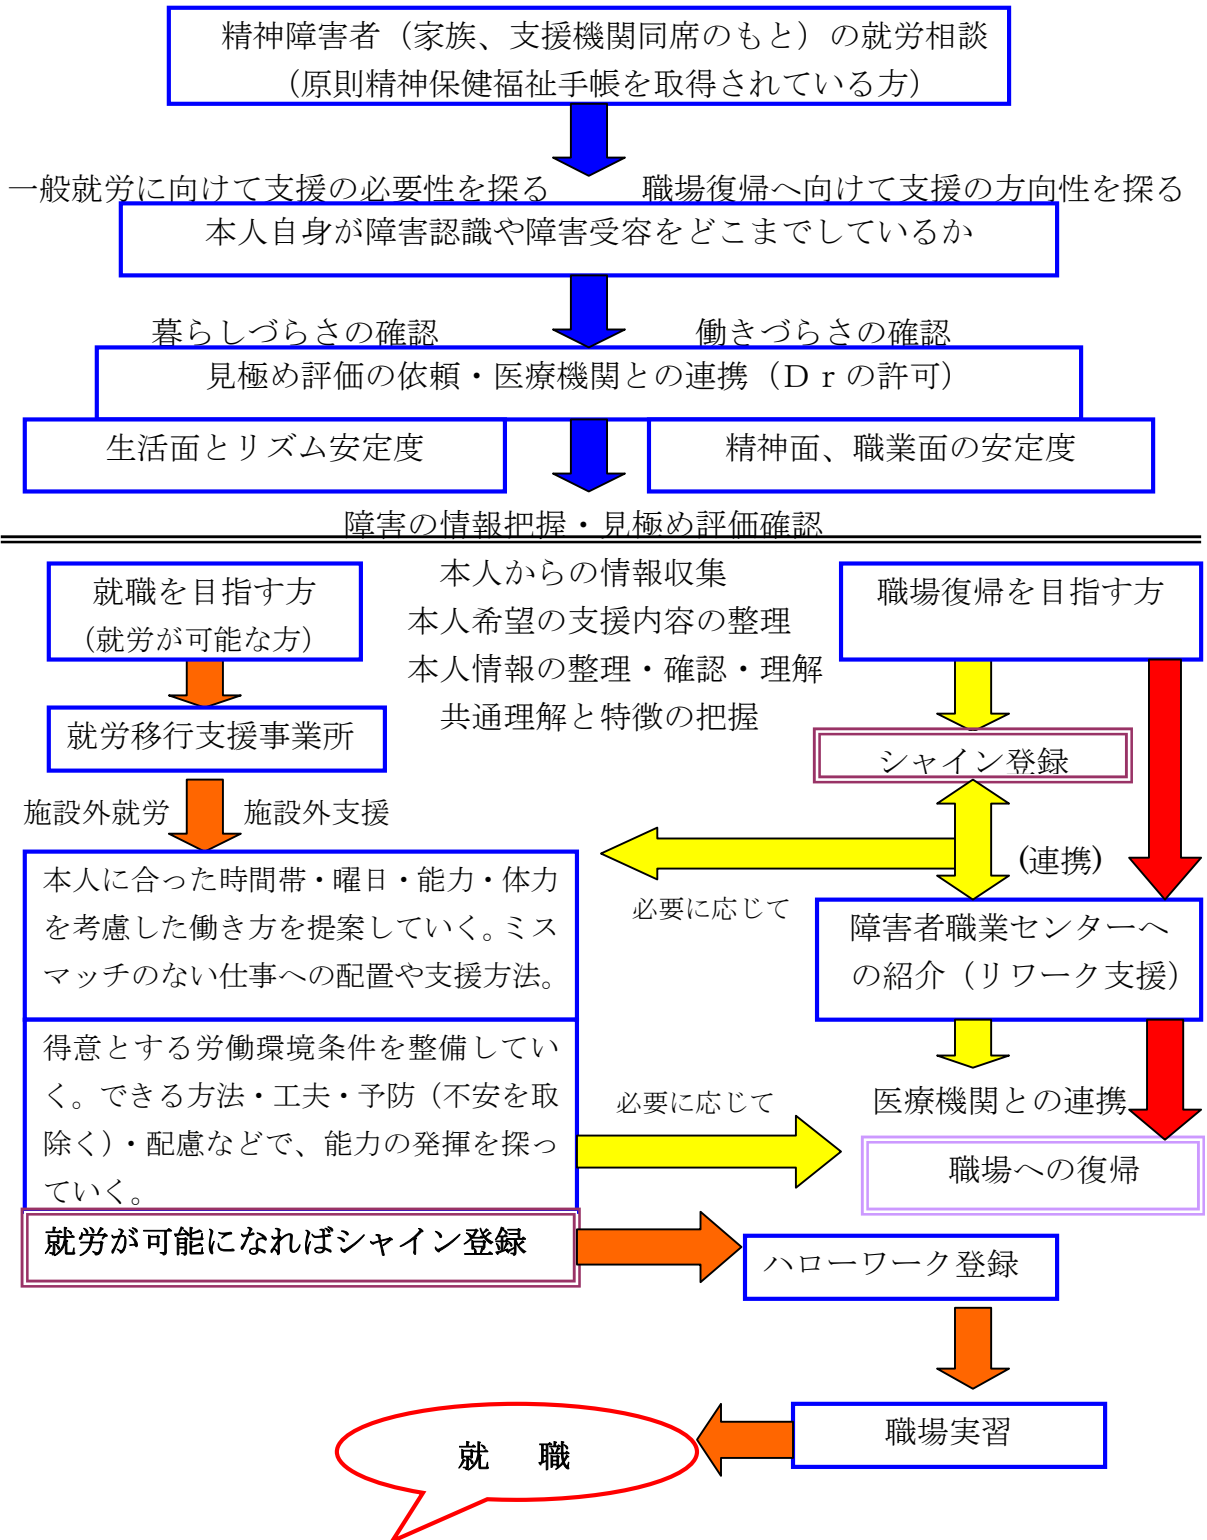 精神障害者（家族、支援機関同席のもと）の就労相談
（原則精神保健福祉手帳を取得されている方）
一般就労に向けて支援の必要性を探る
職場復帰へ向けて支援の方向性を探る
本人自身が障害認識や障害受容をどこまでしているか
暮らしづらさの確認
働きづらさの確認
見極め評価の依頼・医療機関との連携（Ｄｒの許可）
生活面とリズム安定度
精神面、職業面の安定度
障害の情報把握・見極め評価確認
本人からの情報収集
本人希望の支援内容の整理
本人情報の整理・確認・理解
共通理解と特徴の把握
就職を目指す方
（就労が可能な方）
就労移行支援事業所
施設外就労
施設外支援
本人に合った時間帯・曜日・能力・体力
を考慮した働き方を提案していく。ミス
マッチのない仕事への配置や支援方法。
得意とする労働環境条件を整備してい
く。できる方法・工夫・予防（不安を取
除く）・配慮などで、能力の発揮を探っ
ていく。
就労が可能になればシャイン登録
職場復帰を目指す方
シャイン登録
（連携）
必要に応じて
障害者職業センターへ
の紹介（リワーク支援）
必要に応じて
医療機関との連携
職場への復帰
ハローワーク登録
職場実習
就　職